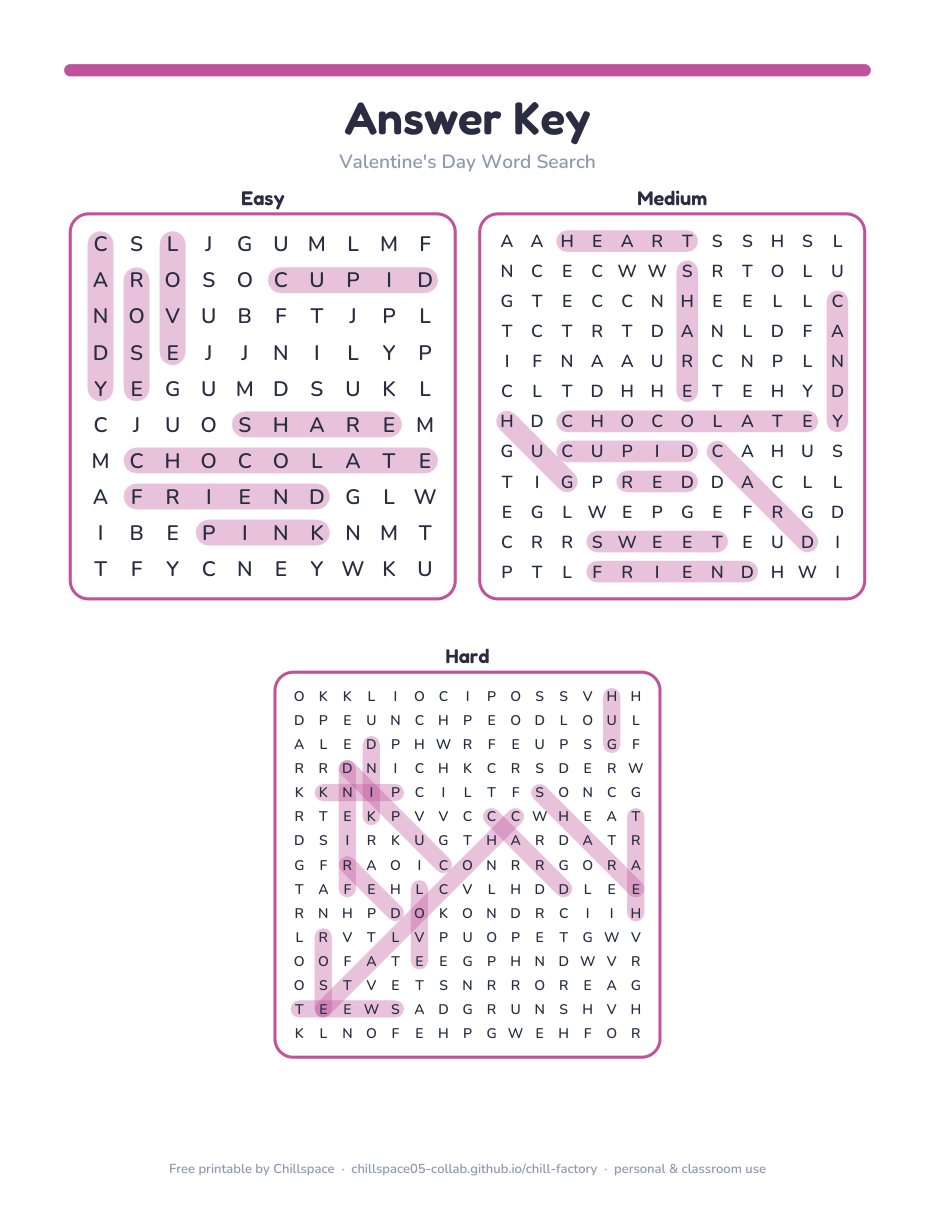 Answer Key
Valentine's Day Word Search
Easy
C S L J G U M L M F
A R O S O C U P I D
N O V U B F T J P L
D S E J J N I L Y P
Y E G U M D S U K L
C J U O S H A R E M
M C H O C O L A T E
A F R I E N D G L W
I B E P I N K N M T
T F Y C N E Y W K U
Medium
A A H E A R T S S H S L
N C E C W W S R T O L U
G T E C C N H E E L L C
T C T R T D A N L D F A
I F N A A U R C N P L N
C L T D H H E T E H Y D
H D C H O C O L A T E Y
G U C U P I D C A H U S
T I G P R E D D A C L L
E G L W E P G E F R G D
C R R S W E E T E U D I
P T L F R I E N D H W I
Hard
O K K L I O C I P O S S V H H
D P E U N C H P E O D L O U L
A L E D P H W R F E U P S G F
R R D N I C H K C R S D E R W
K K N I P C I L T F S O N C G
R T E K P V V C C C W H E A T
D S I R K U G T H A R D A T R
G F R A O I C O N R R G O R A
T A F E H L C V L H D D L E E
R N H P D O K O N D R C I I H
L R V T L V P U O P E T G W V
O O F A T E E G P H N D W V R
O S T V E T S N R R O R E A G
T E E W S A D G R U N S H V H
K L N O F E H P G W E H F O R
Free printable by Chillspace · chillspace05-collab.github.io/chill-factory · personal & classroom use